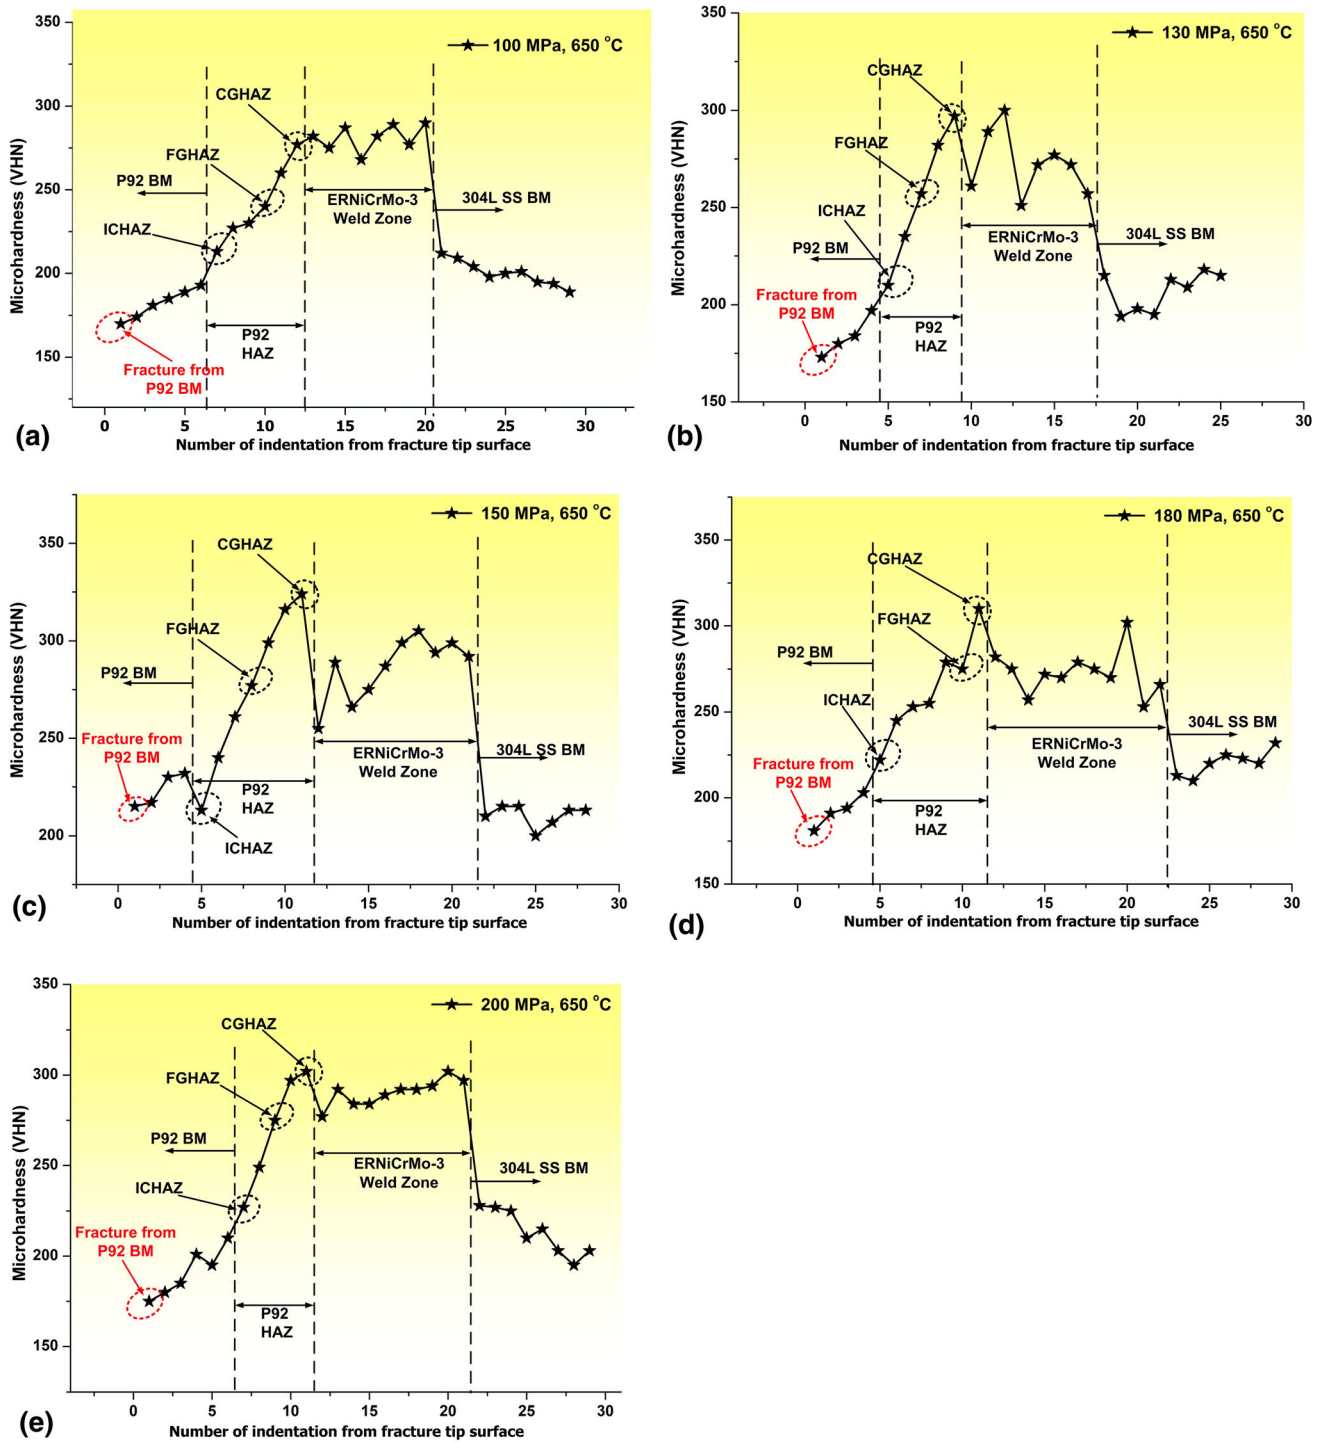 100 MPa, 650 °C
Microhardness (VHN)
350
300
250
200
150
CGHAZ
FGHAZ
P92 BM
ICHAZ
ERNiCrMo-3
Weld Zone
304L SS BM
P92
HAZ
Fracture from
P92 BM
0 5 10 15 20 25 30
Number of indentation from fracture tip surface
(a)
130 MPa, 650 °C
Microhardness (VHN)
350
300
250
200
150
CGHAZ
FGHAZ
ICHAZ
P92 BM
ERNiCrMo-3
Weld Zone
304L SS BM
Fracture from
P92 BM
P92
HAZ
0 5 10 15 20 25 30
Number of indentation from fracture tip surface
(b)
150 MPa, 650 °C
Microhardness (VHN)
350
300
250
200
CGHAZ
FGHAZ
P92 BM
Fracture from
P92 BM
ERNiCrMo-3
Weld Zone
304L SS BM
P92
HAZ
ICHAZ
0 5 10 15 20 25 30
Number of indentation from fracture tip surface
(c)
180 MPa, 650 °C
Microhardness (VHN)
350
300
250
200
150
CGHAZ
FGHAZ
P92 BM
ICHAZ
304L SS BM
ERNiCrMo-3
Weld Zone
Fracture from
P92 BM
P92
HAZ
0 5 10 15 20 25 30
Number of indentation from fracture tip surface
(d)
200 MPa, 650 °C
Microhardness (VHN)
350
300
250
200
150
CGHAZ
FGHAZ
P92 BM
ICHAZ
ERNiCrMo-3
Weld Zone
304L SS BM
Fracture from
P92 BM
P92
HAZ
0 5 10 15 20 25 30
Number of indentation from fracture tip surface
(e)